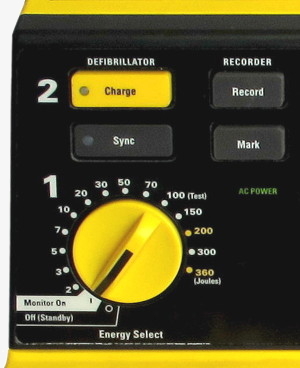 DEFIBRILLATOR
RECORDER
2
Charge
Record
Sync
Mark
1
50
30
70
20
100 (Test)
10
150
7
200
5
300
3
360
(Joules)
2
AC POWER
Monitor On
1
Off (Standby)
Energy Select